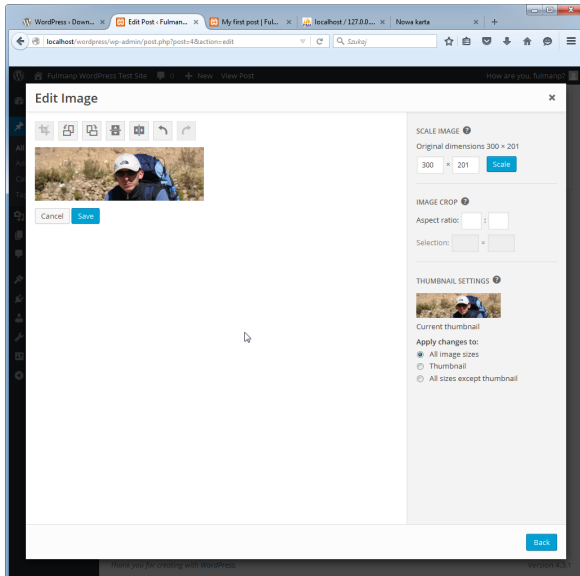 WordPress › Down... × Edit Post ‹ Fulman... × My first post | Ful... × localhost / 127.0.0.... × Nowa karta × +
localhost/wordpress/wp-admin/post.php?post=4&action=edit Szukaj
Fulmanp WordPress Test Site 0 + New View Post How are you, fulmanp?
Edit Image ×
SCALE IMAGE ?
Original dimensions 300 × 201
300 × 201 Scale
Cancel Save
IMAGE CROP ?
Aspect ratio: :
Selection: ×
THUMBNAIL SETTINGS ?
Current thumbnail
Apply changes to:
All image sizes
Thumbnail
All sizes except thumbnail
Back
Thank you for creating with WordPress. Version 4.3.1